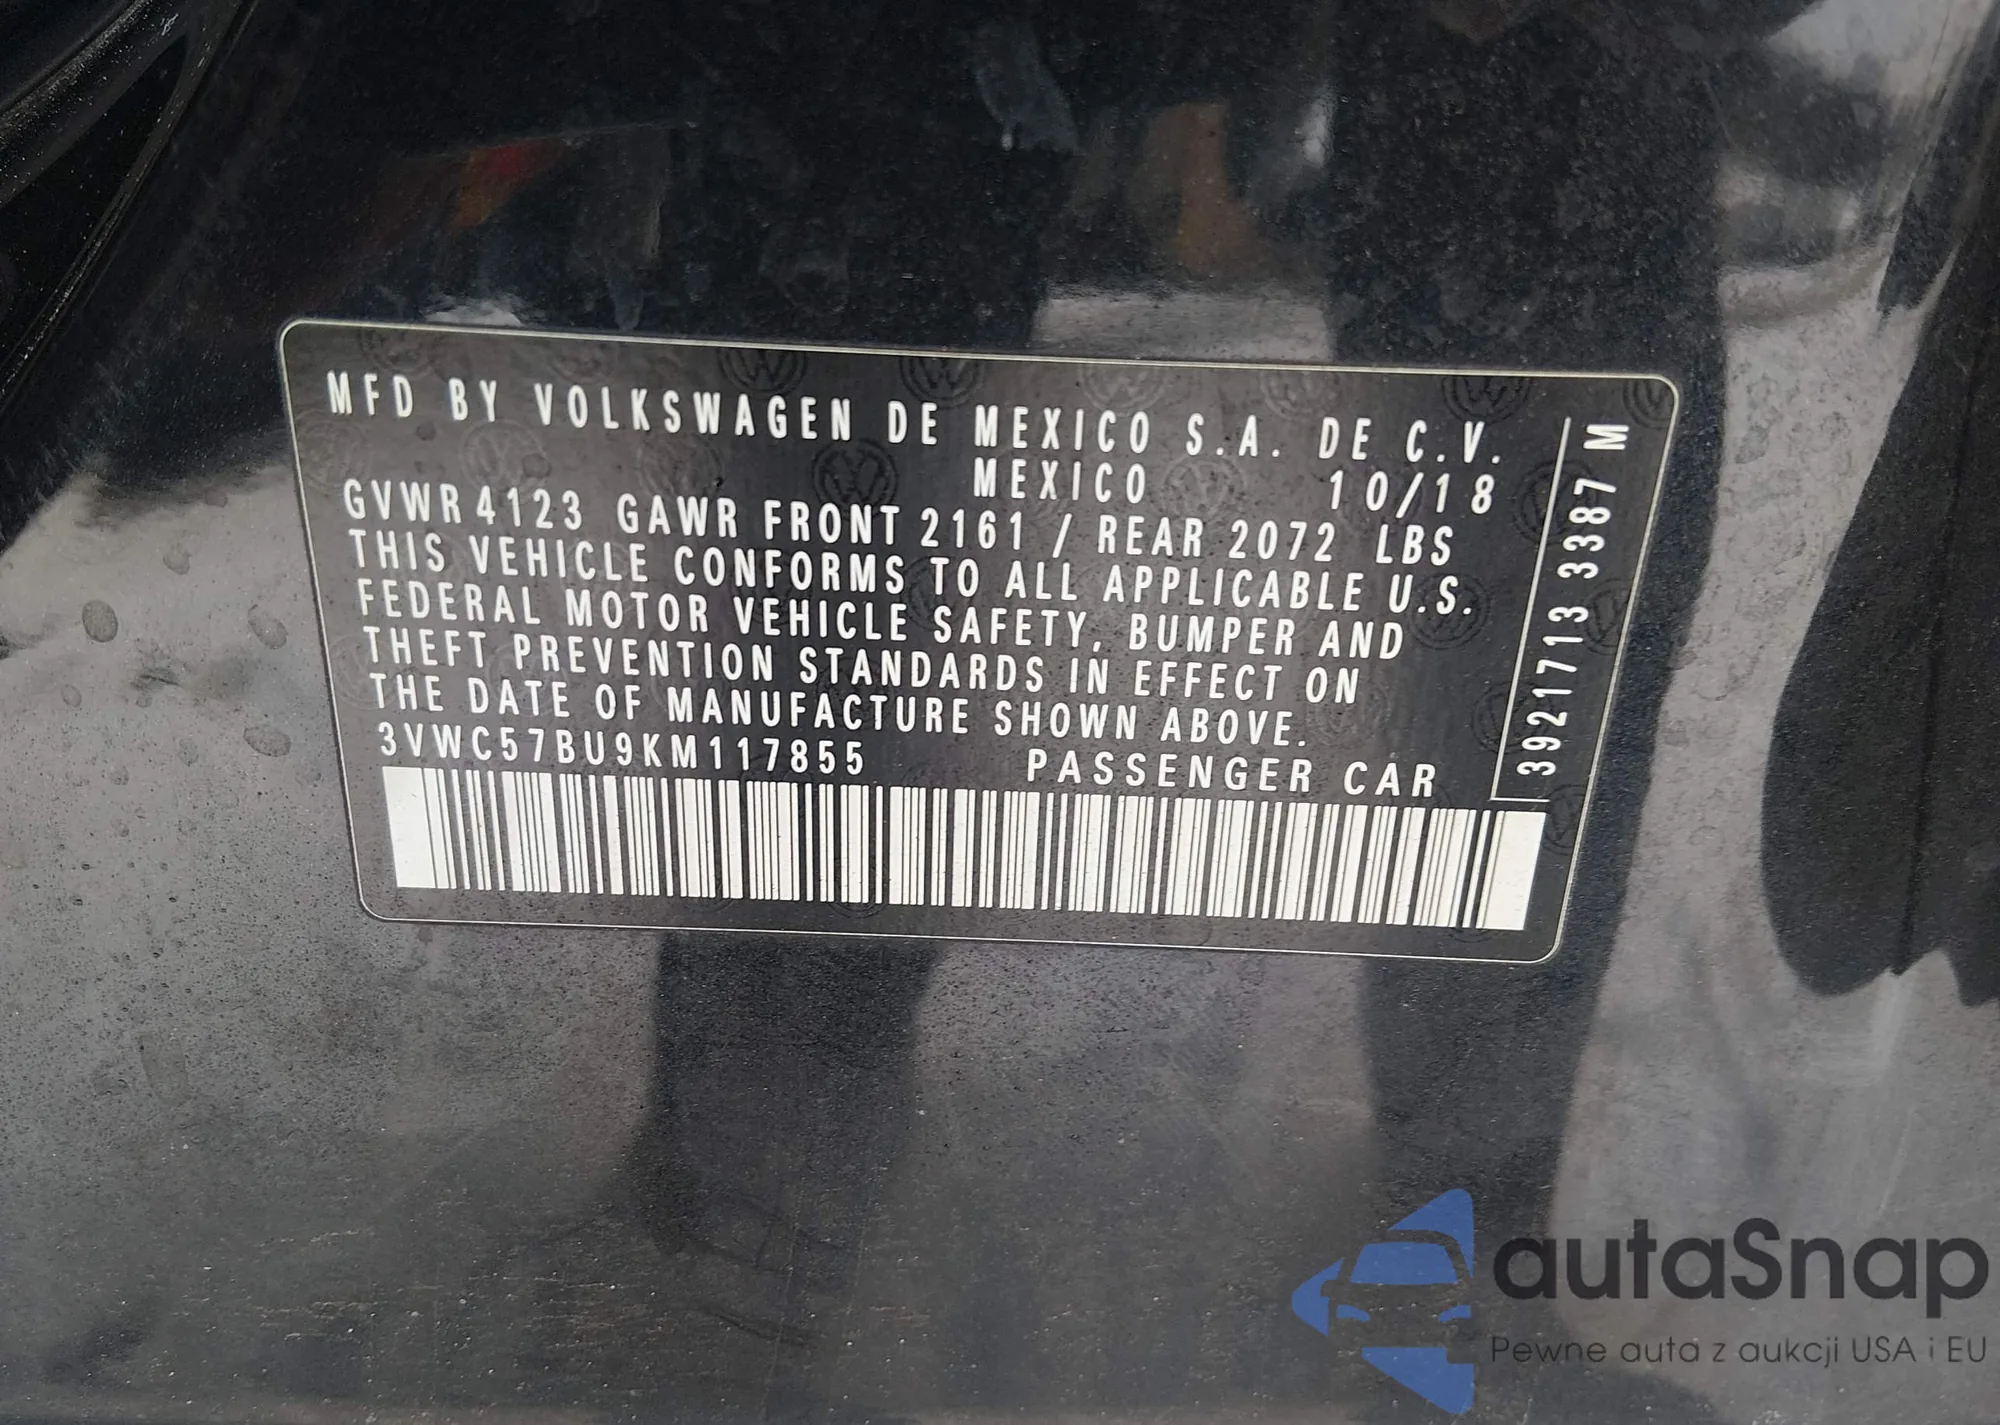 MFD BY VOLKSWAGEN DE MEXICO S.A. DE C.V.
MEXICO 10/18
GVWR 4123 GAWR FRONT 2161 / REAR 2072 LBS
THIS VEHICLE CONFORMS TO ALL APPLICABLE U.S.
FEDERAL MOTOR VEHICLE SAFETY, BUMPER AND
THEFT PREVENTION STANDARDS IN EFFECT ON
THE DATE OF MANUFACTURE SHOWN ABOVE.
3VWC57BU9KM117855 PASSENGER CAR
3921713 3387 M
autaSnap
Pewne auta z aukcji USA i EU